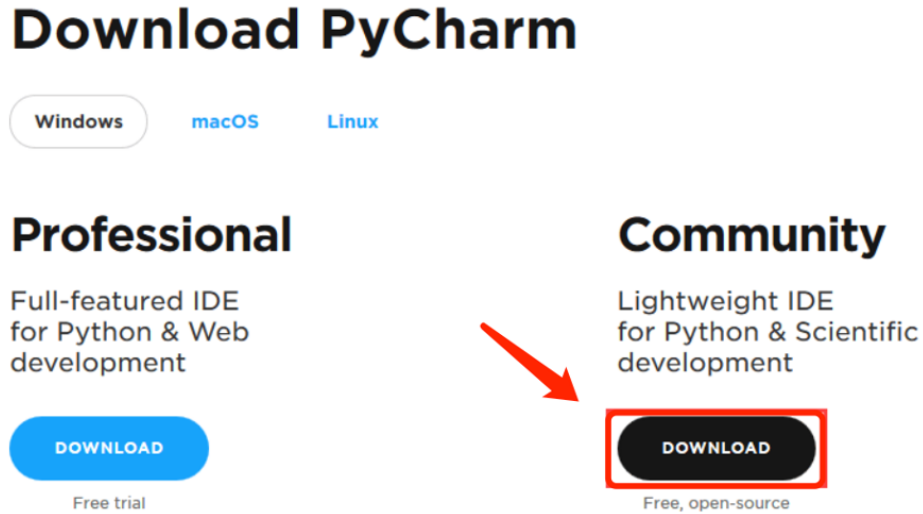 Download PyCharm
Windows
macOS
Linux
Professional
Full-featured IDE
for Python & Web
development
DOWNLOAD
Free trial
Community
Lightweight IDE
for Python & Scientific
development
DOWNLOAD
Free, open-source